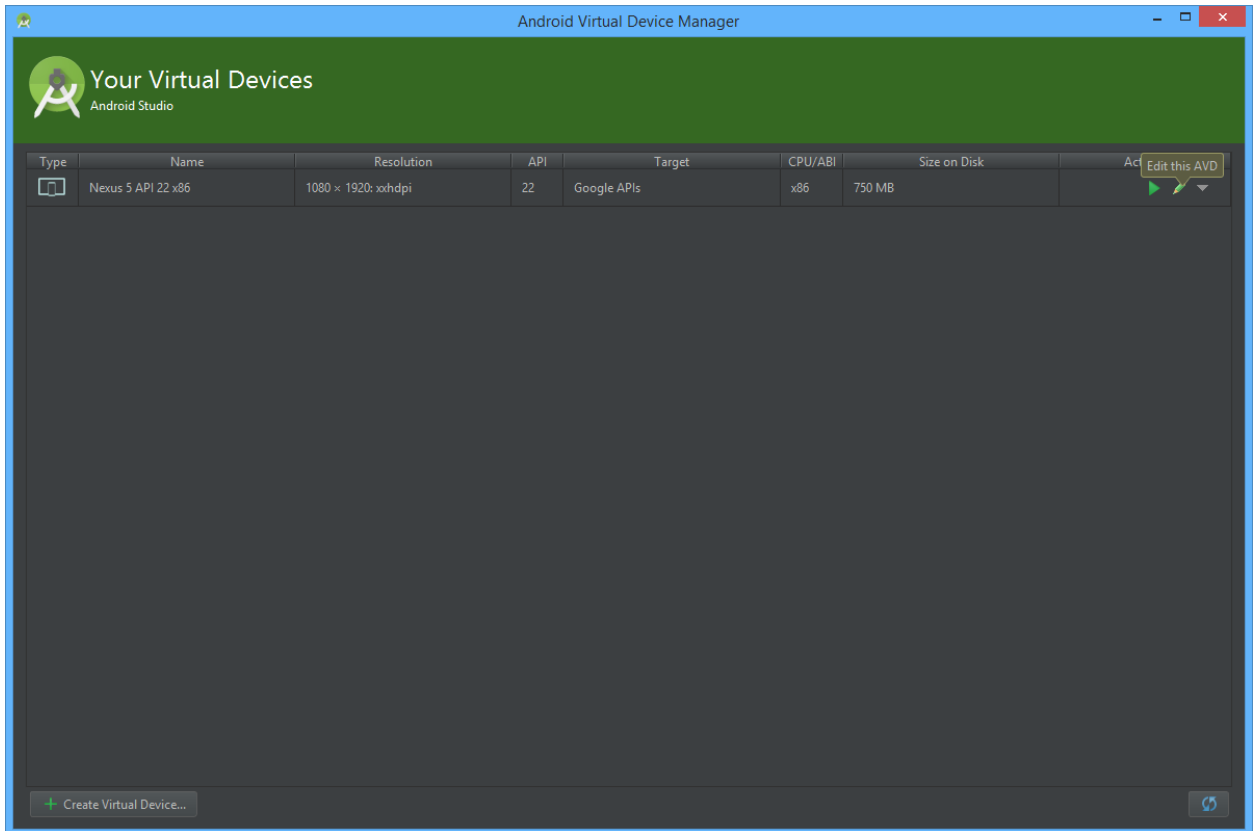 Android Virtual Device Manager
Your Virtual Devices
Android Studio
Type Name Resolution API Target CPU/ABI Size on Disk
Edit this AVD
Nexus 5 API 22 x86 1080 × 1920: xxhdpi 22 Google APIs x86 750 MB
Create Virtual Device...